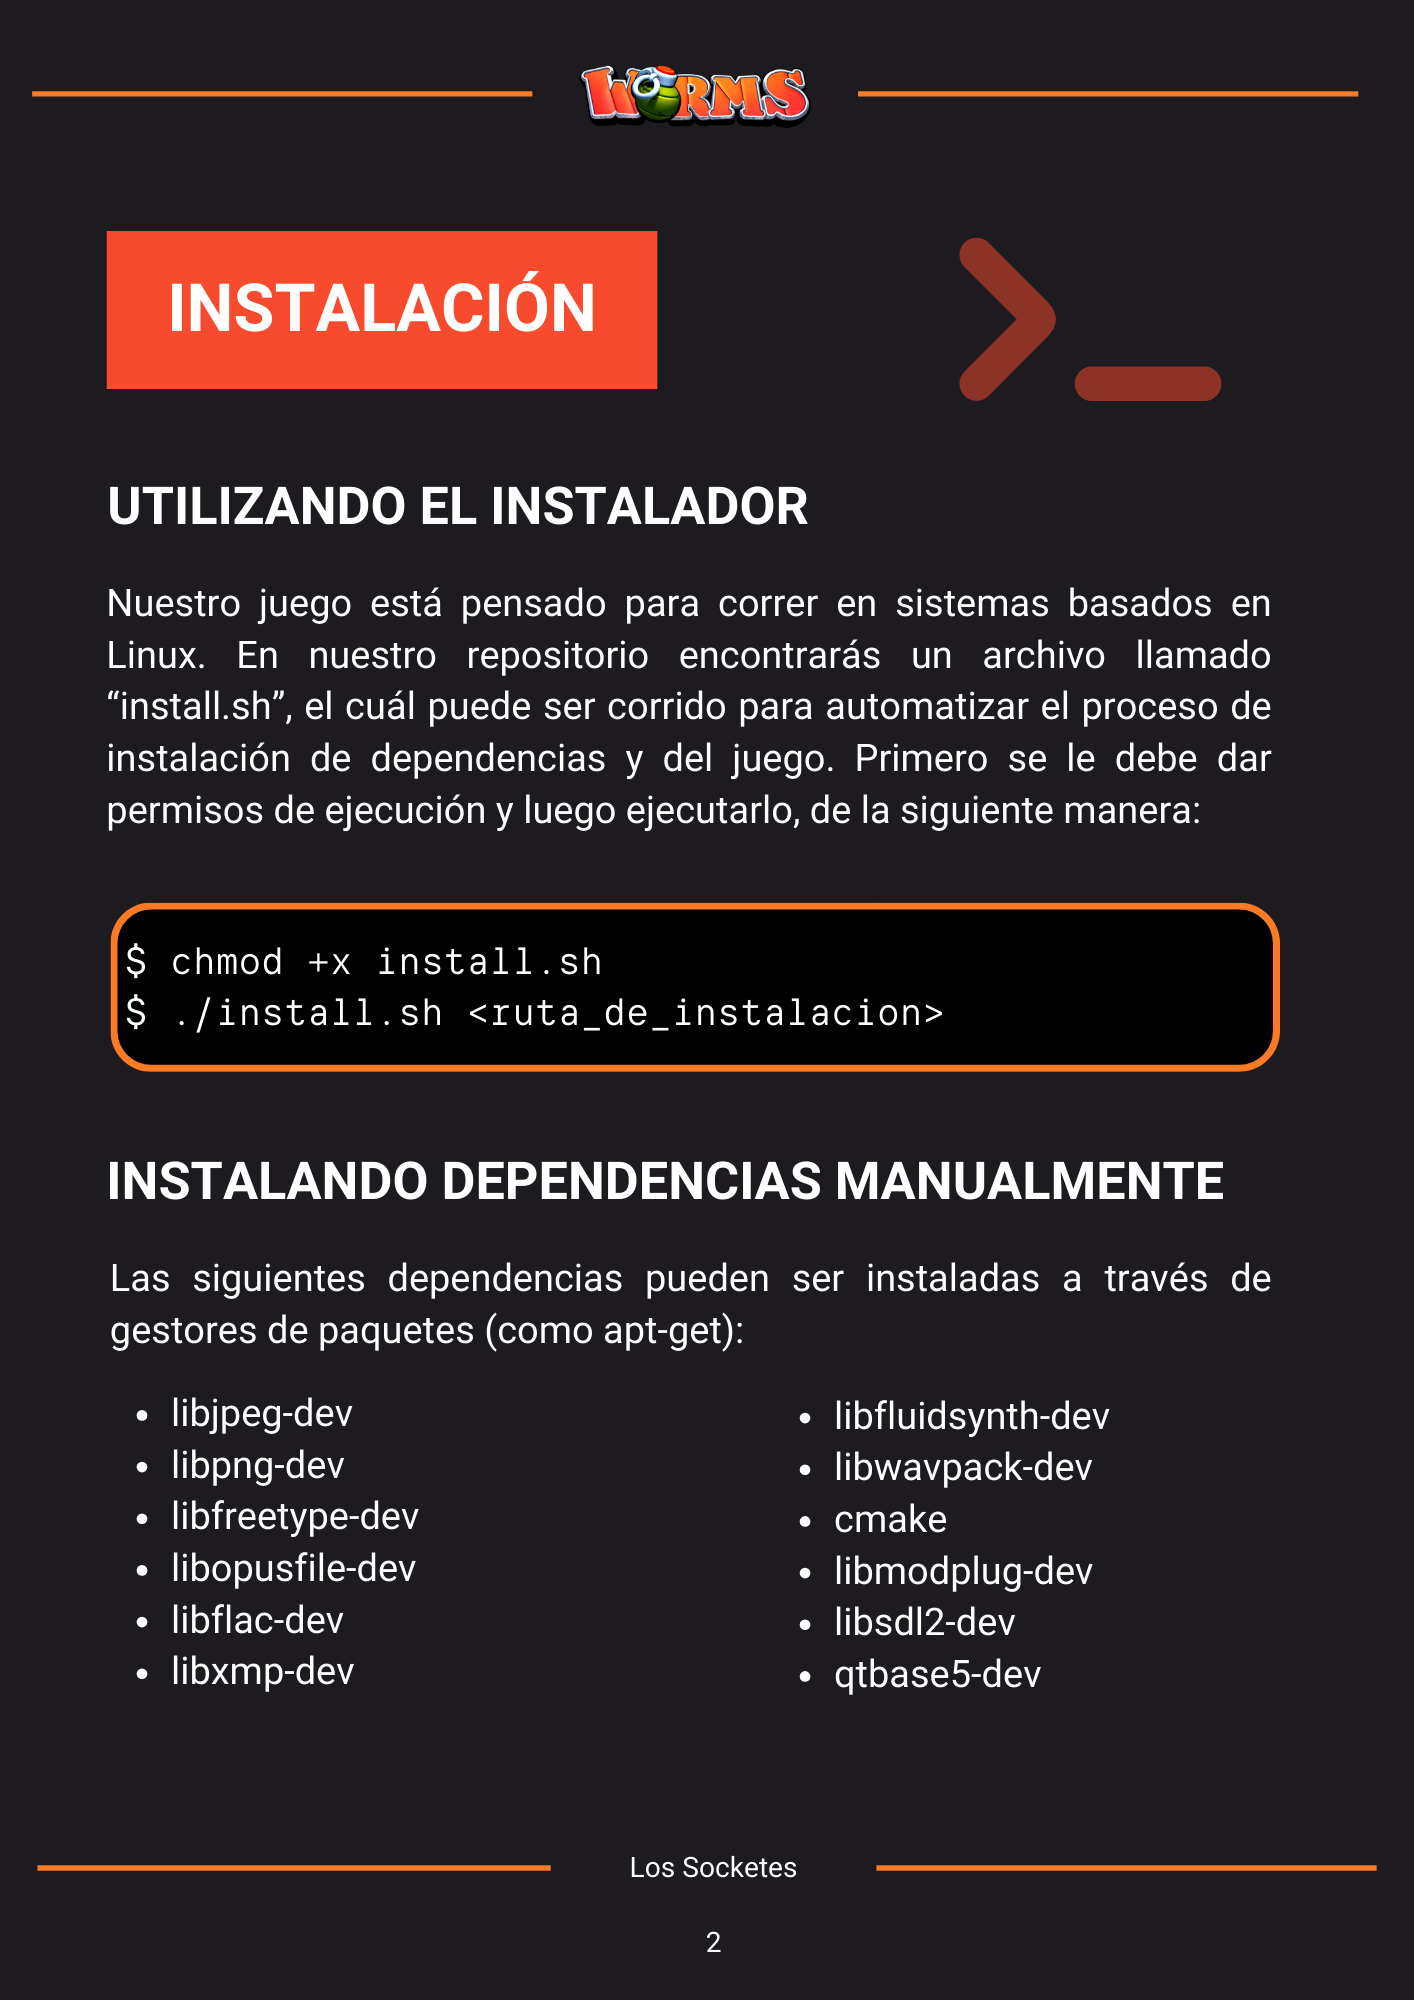 WORMS
INSTALACIÓN
UTILIZANDO EL INSTALADOR
Nuestro juego está pensado para correr en sistemas basados en
Linux. En nuestro repositorio encontrarás un archivo llamado
“install.sh”, el cuál puede ser corrido para automatizar el proceso de
instalación de dependencias y del juego. Primero se le debe dar
permisos de ejecución y luego ejecutarlo, de la siguiente manera:
$ chmod +x install.sh
$ ./install.sh <ruta_de_instalacion>
INSTALANDO DEPENDENCIAS MANUALMENTE
Las siguientes dependencias pueden ser instaladas a través de
gestores de paquetes (como apt-get):
• libjpeg-dev
• libpng-dev
• libfreetype-dev
• libopusfile-dev
• libflac-dev
• libxmp-dev
• libfluidsynth-dev
• libwavpack-dev
• cmake
• libmodplug-dev
• libsdl2-dev
• qtbase5-dev
Los Socketes
2